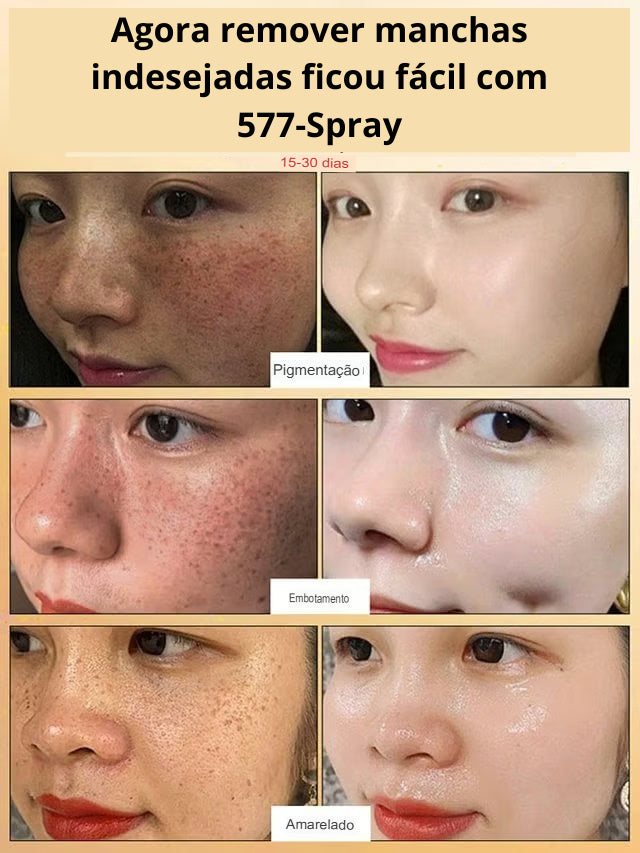 Agora remover manchas
indesejadas ficou fácil com
577-Spray
15-30 dias
Pigmentação
Embotamento
Amarelado